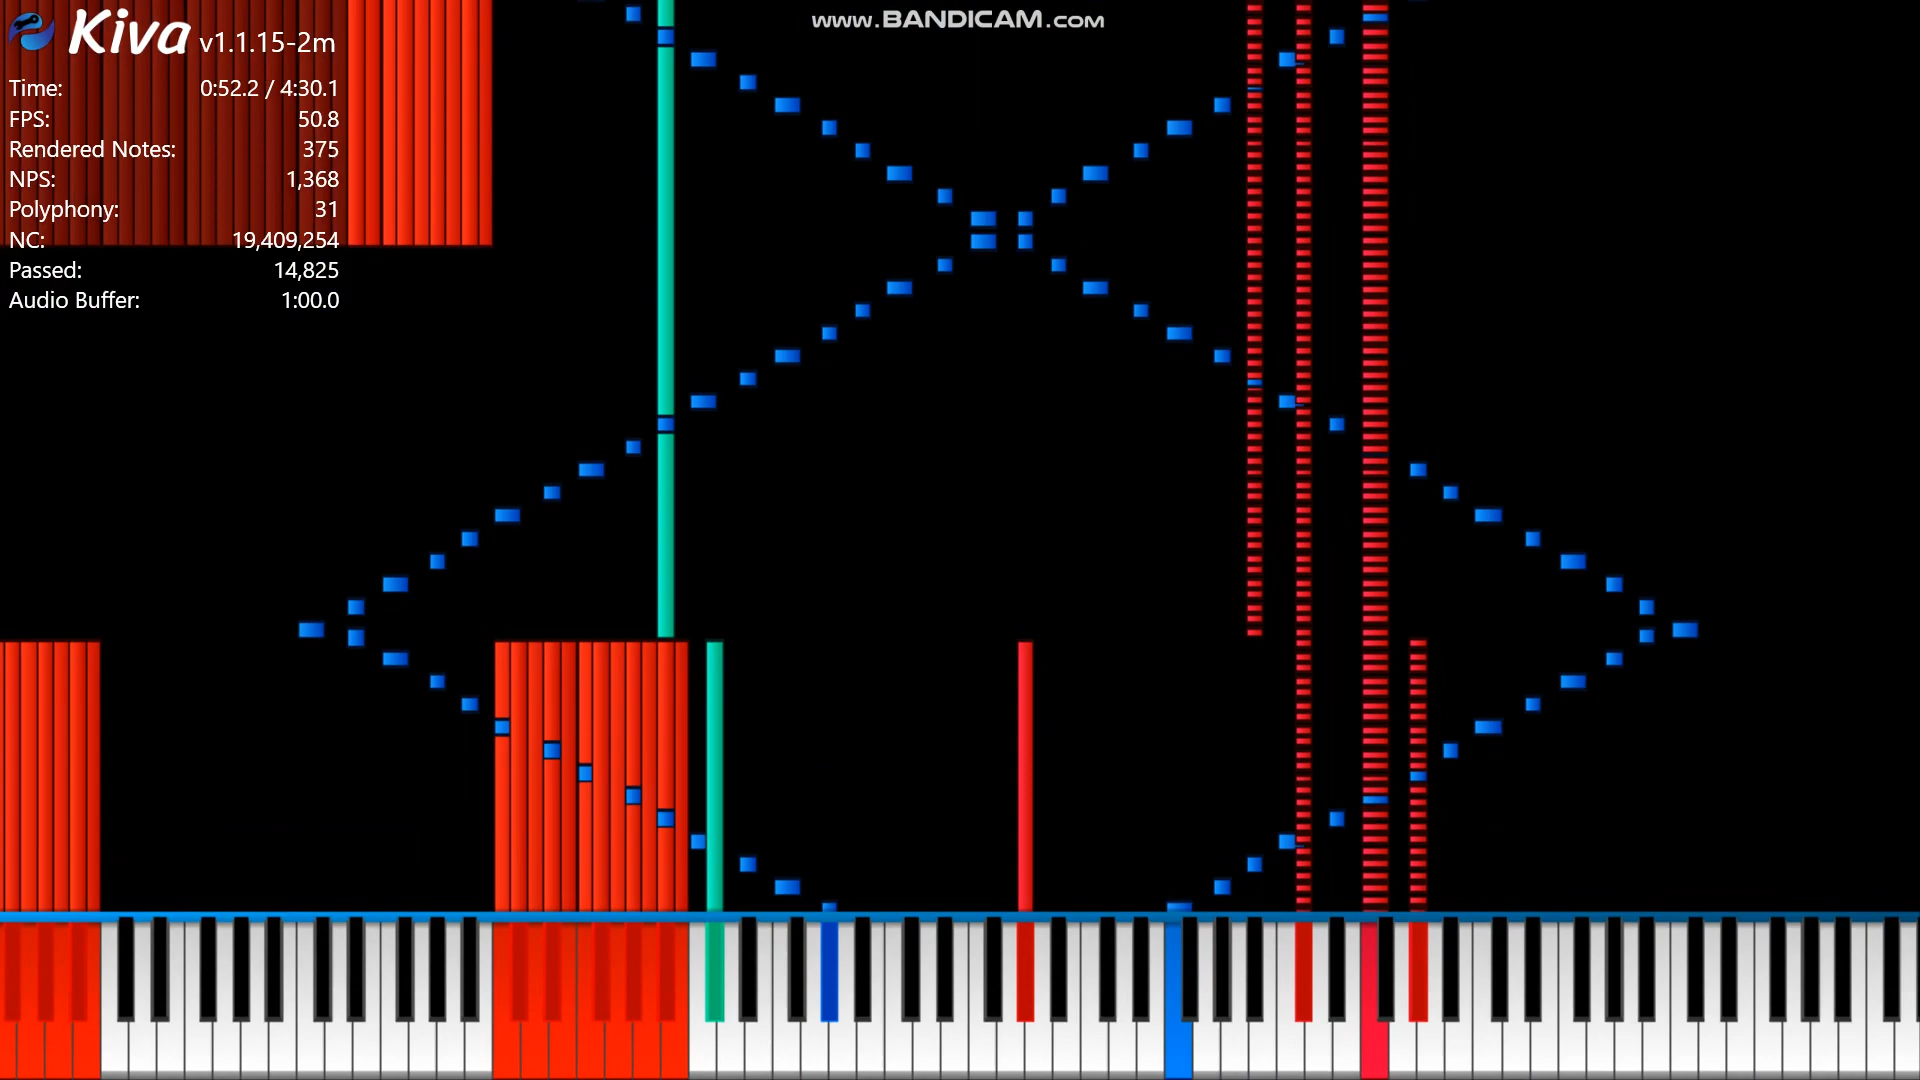 Kiva v1.1.15-2m
www.BANDICAM.com
Time: 0:52.2 / 4:30.1
FPS: 50.8
Rendered Notes: 375
NPS: 1,368
Polyphony: 31
NC: 19,409,254
Passed: 14,825
Audio Buffer: 1:00.0